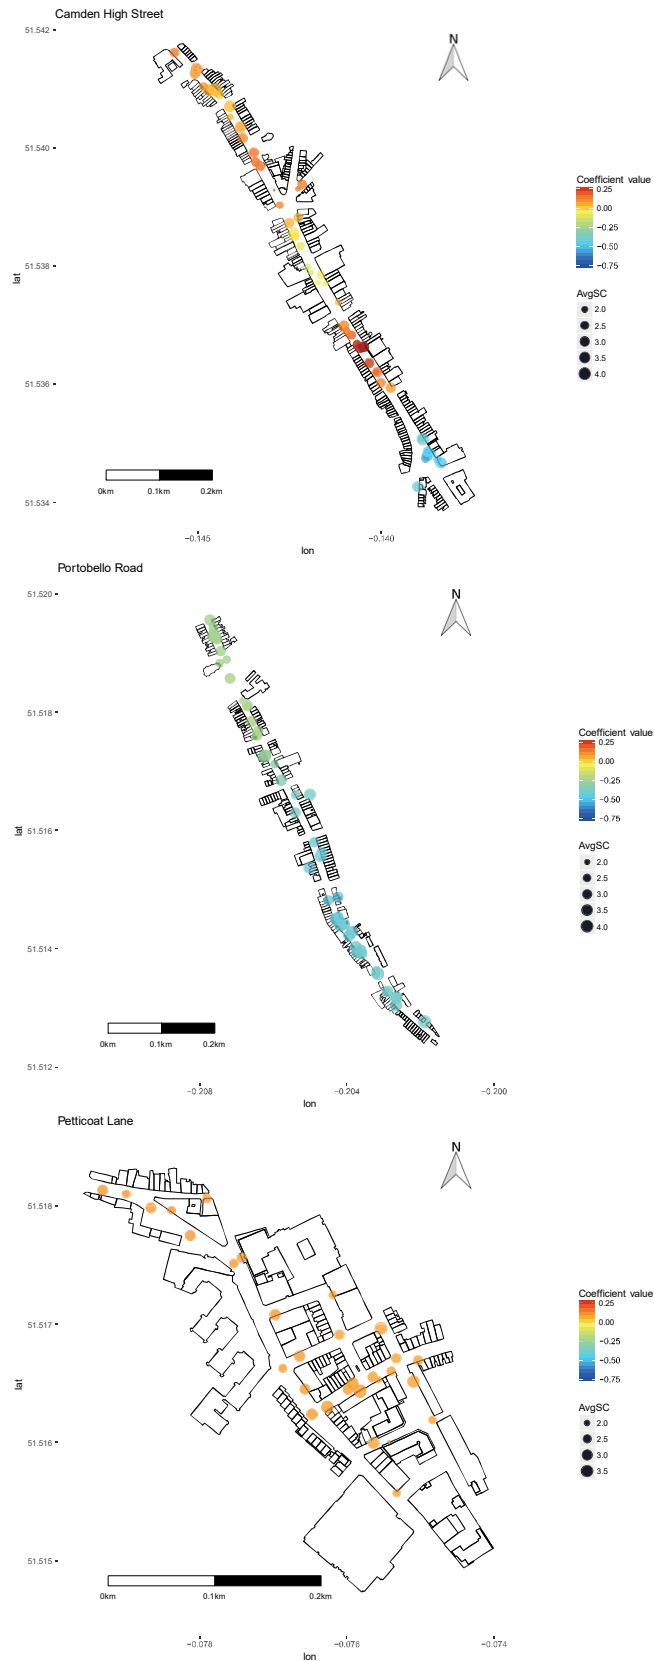 Camden High Street
51.542
51.540
51.538
51.536
51.534
lat
N
Coefficient value
0.25
0.00
−0.25
−0.50
−0.75
AvgSC
2.0
2.5
3.0
3.5
4.0
0km 0.1km 0.2km
−0.145 −0.140
lon
Portobello Road
51.520
51.518
51.516
51.514
51.512
lat
N
Coefficient value
0.25
0.00
−0.25
−0.50
−0.75
AvgSC
2.0
2.5
3.0
3.5
4.0
0km 0.1km 0.2km
−0.208 −0.204 −0.200
lon
Petticoat Lane
51.518
51.517
51.516
51.515
lat
N
Coefficient value
0.25
0.00
−0.25
−0.50
−0.75
AvgSC
2.0
2.5
3.0
3.5
0km 0.1km 0.2km
−0.078 −0.076 −0.074
lon